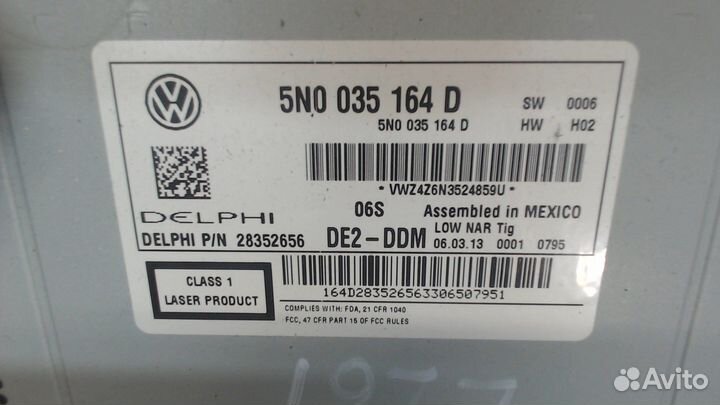 5N0 035 164 D SW 0006
5N0 035 164 D HW H02
* VWZ4Z6N3524859U *
DELPHI 06S Assembled in MEXICO
LOW NAR Tig
DELPHI P/N 28352656 DE2-DDM 06.03.13 0001 0795
CLASS 1
LASER PRODUCT
164D283526563306507951
COMPLIES WITH: FDA, 21 CFR 1040
FCC, 47 CFR PART 15 OF FCC RULES
1977
Avito